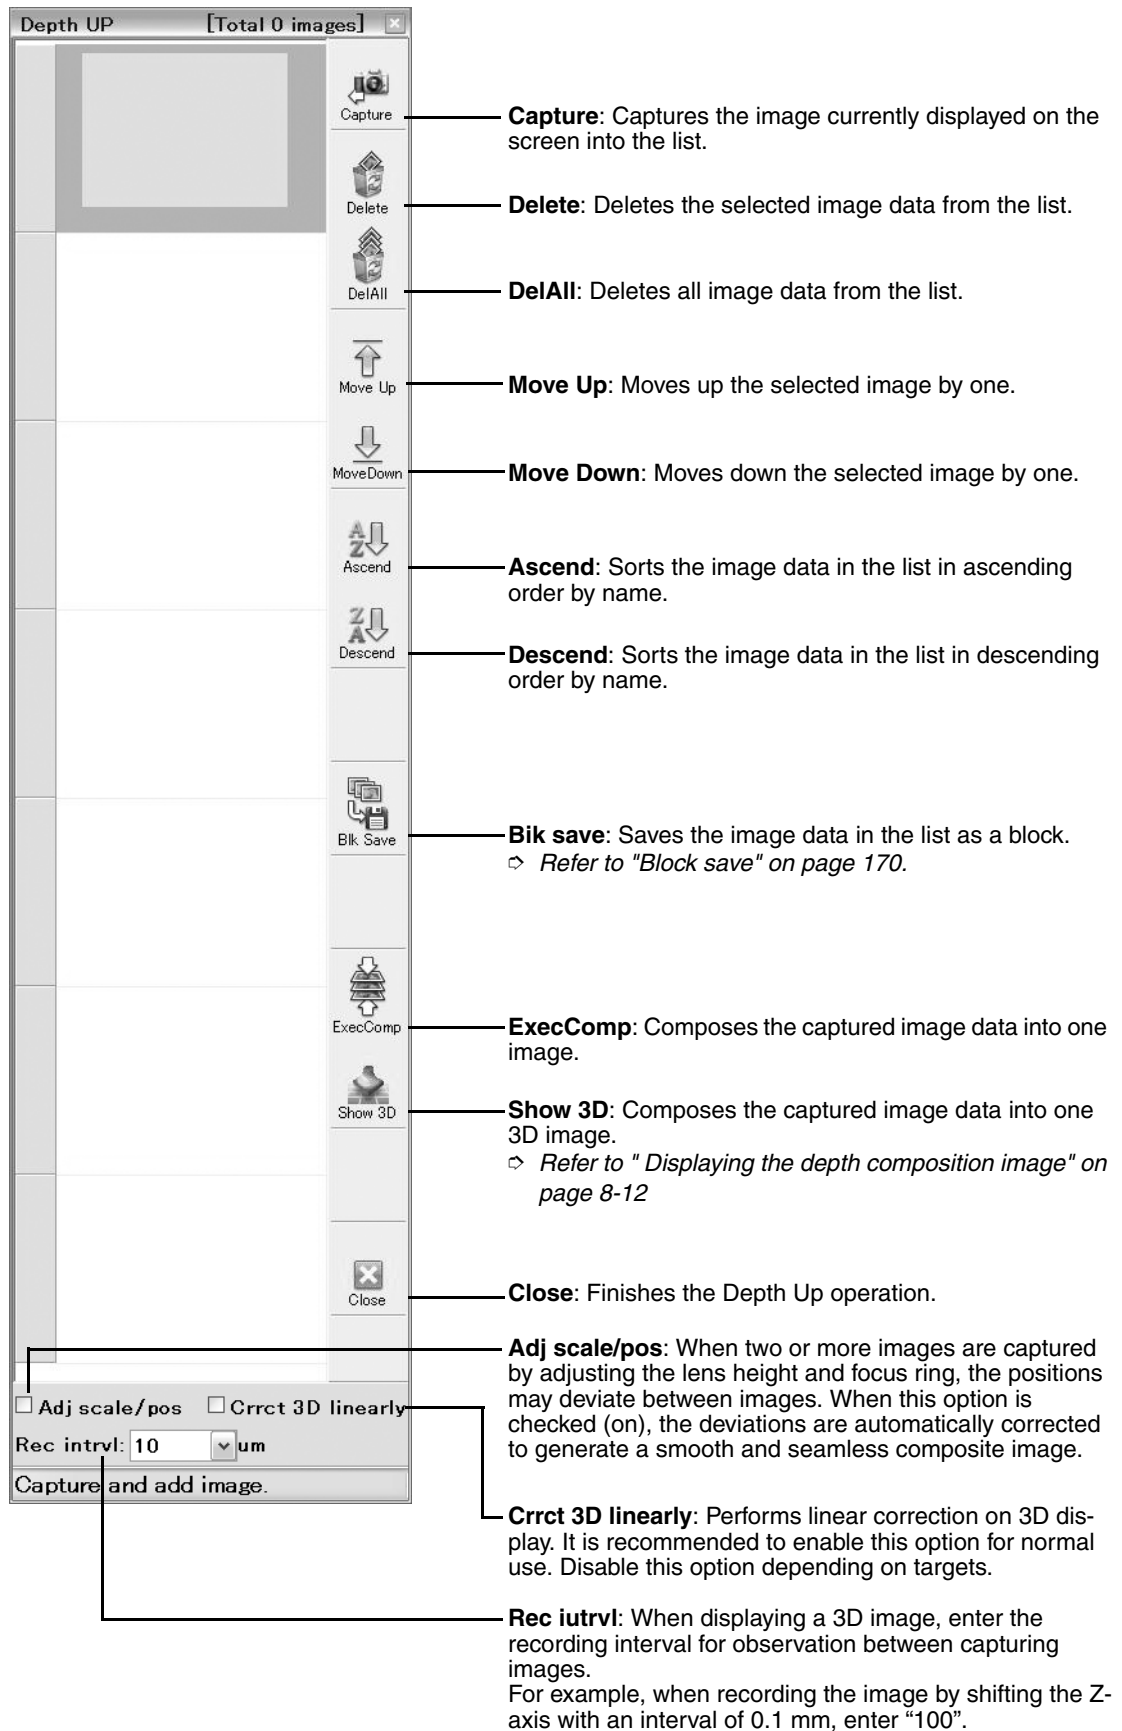 Depth UP [Total 0 images]
Capture
Capture: Captures the image currently displayed on the
screen into the list.
Delete
Delete: Deletes the selected image data from the list.
DelAll
DelAll: Deletes all image data from the list.
Move Up
Move Up: Moves up the selected image by one.
MoveDown
Move Down: Moves down the selected image by one.
Ascend
Ascend: Sorts the image data in the list in ascending
order by name.
Descend
Descend: Sorts the image data in the list in descending
order by name.
Blk Save
Blk save: Saves the image data in the list as a block.
➩ Refer to "Block save" on page 170.
ExecComp
ExecComp: Composes the captured image data into one
image.
Show 3D
Show 3D: Composes the captured image data into one
3D image.
➩ Refer to " Displaying the depth composition image" on
page 8-12
Close
Close: Finishes the Depth Up operation.
Adj scale/pos: When two or more images are captured
by adjusting the lens height and focus ring, the positions
may deviate between images. When this option is
checked (on), the deviations are automatically corrected
to generate a smooth and seamless composite image.
Adj scale/pos Crrct 3D linearly
Rec intrvl: 10 um
Capture and add image.
Crrct 3D linearly: Performs linear correction on 3D dis-
play. It is recommended to enable this option for normal
use. Disable this option depending on targets.
Rec iutrvl: When displaying a 3D image, enter the
recording interval for observation between capturing
images.
For example, when recording the image by shifting the Z-
axis with an interval of 0.1 mm, enter “100”.